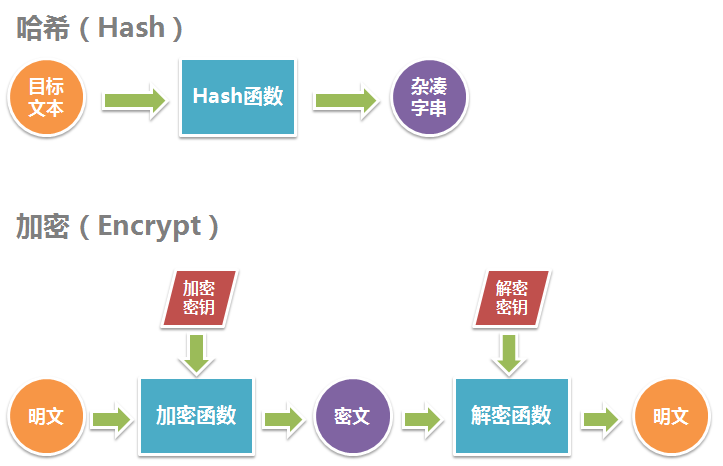 哈希（Hash）
目标
文本
Hash函数
杂凑
字串
加密（Encrypt）
加密
密钥
解密
密钥
明文
加密函数
密文
解密函数
明文